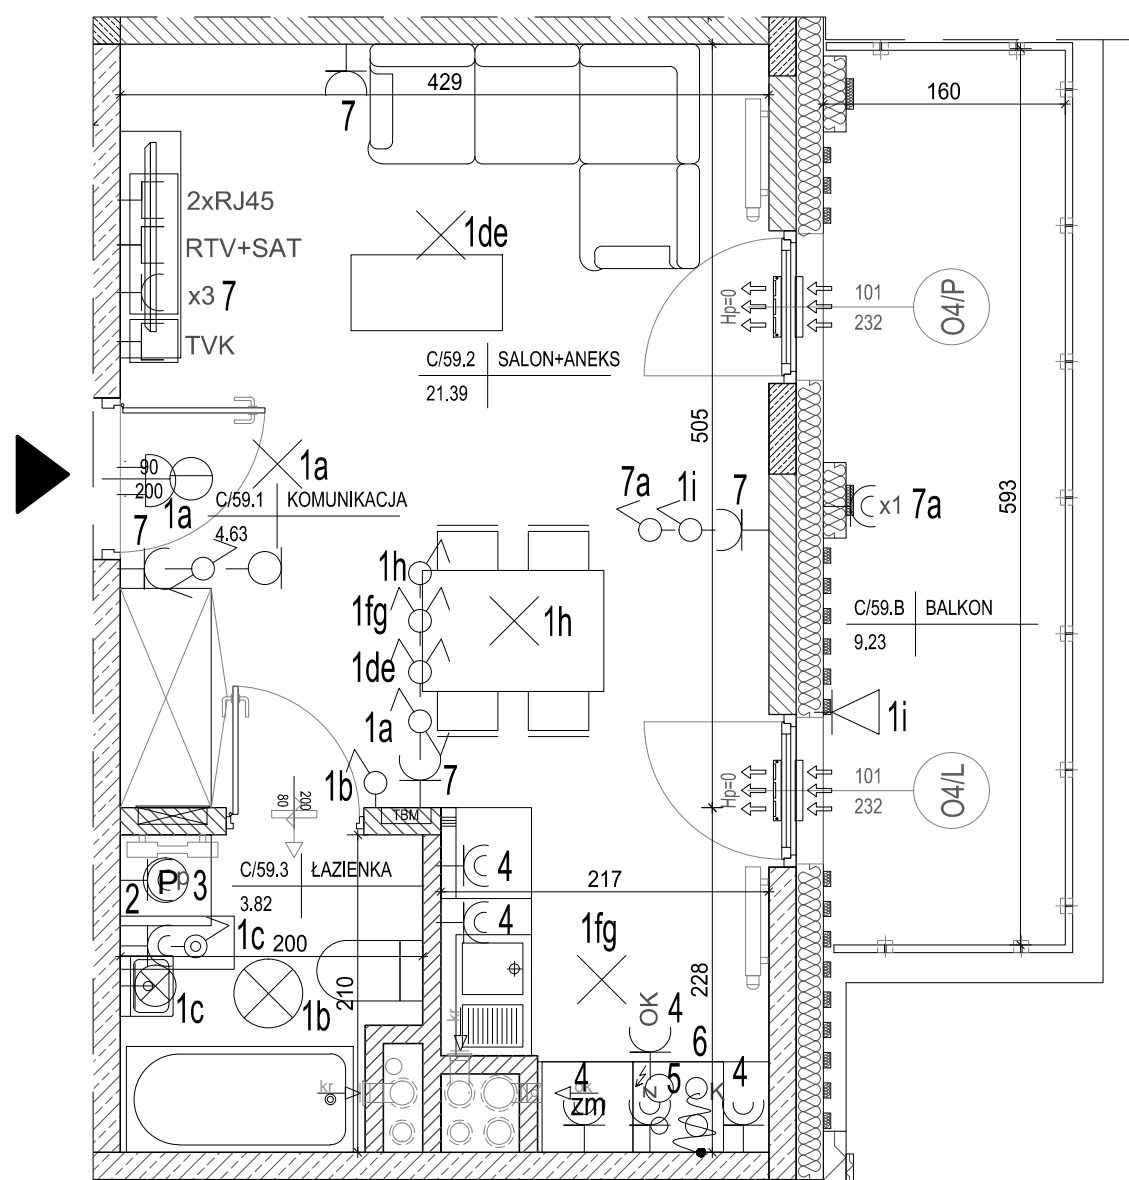 429
160
7
2xRJ45
RTV+SAT
x3 7
TVK
1de
C/59.2 SALON+ANEKS
21.39
Hp=0
101
232
O4/P
505
593
90
200
1a
1a
C/59.1 KOMUNIKACJA
4.63
7
7a
1i
7
x1 7a
1h
1fg
1de
1a
7
1h
C/59.B BALKON
9.23
1i
1b
TBM
80
200
Hp=0
101
232
O4/L
C/59.3 ŁAZIENKA
3.82
2
P
3
1c
200
1c
1b
210
4
217
4
1fg
228
kr
OK
4
6
4
5
4
zm
z
K
kr
ok